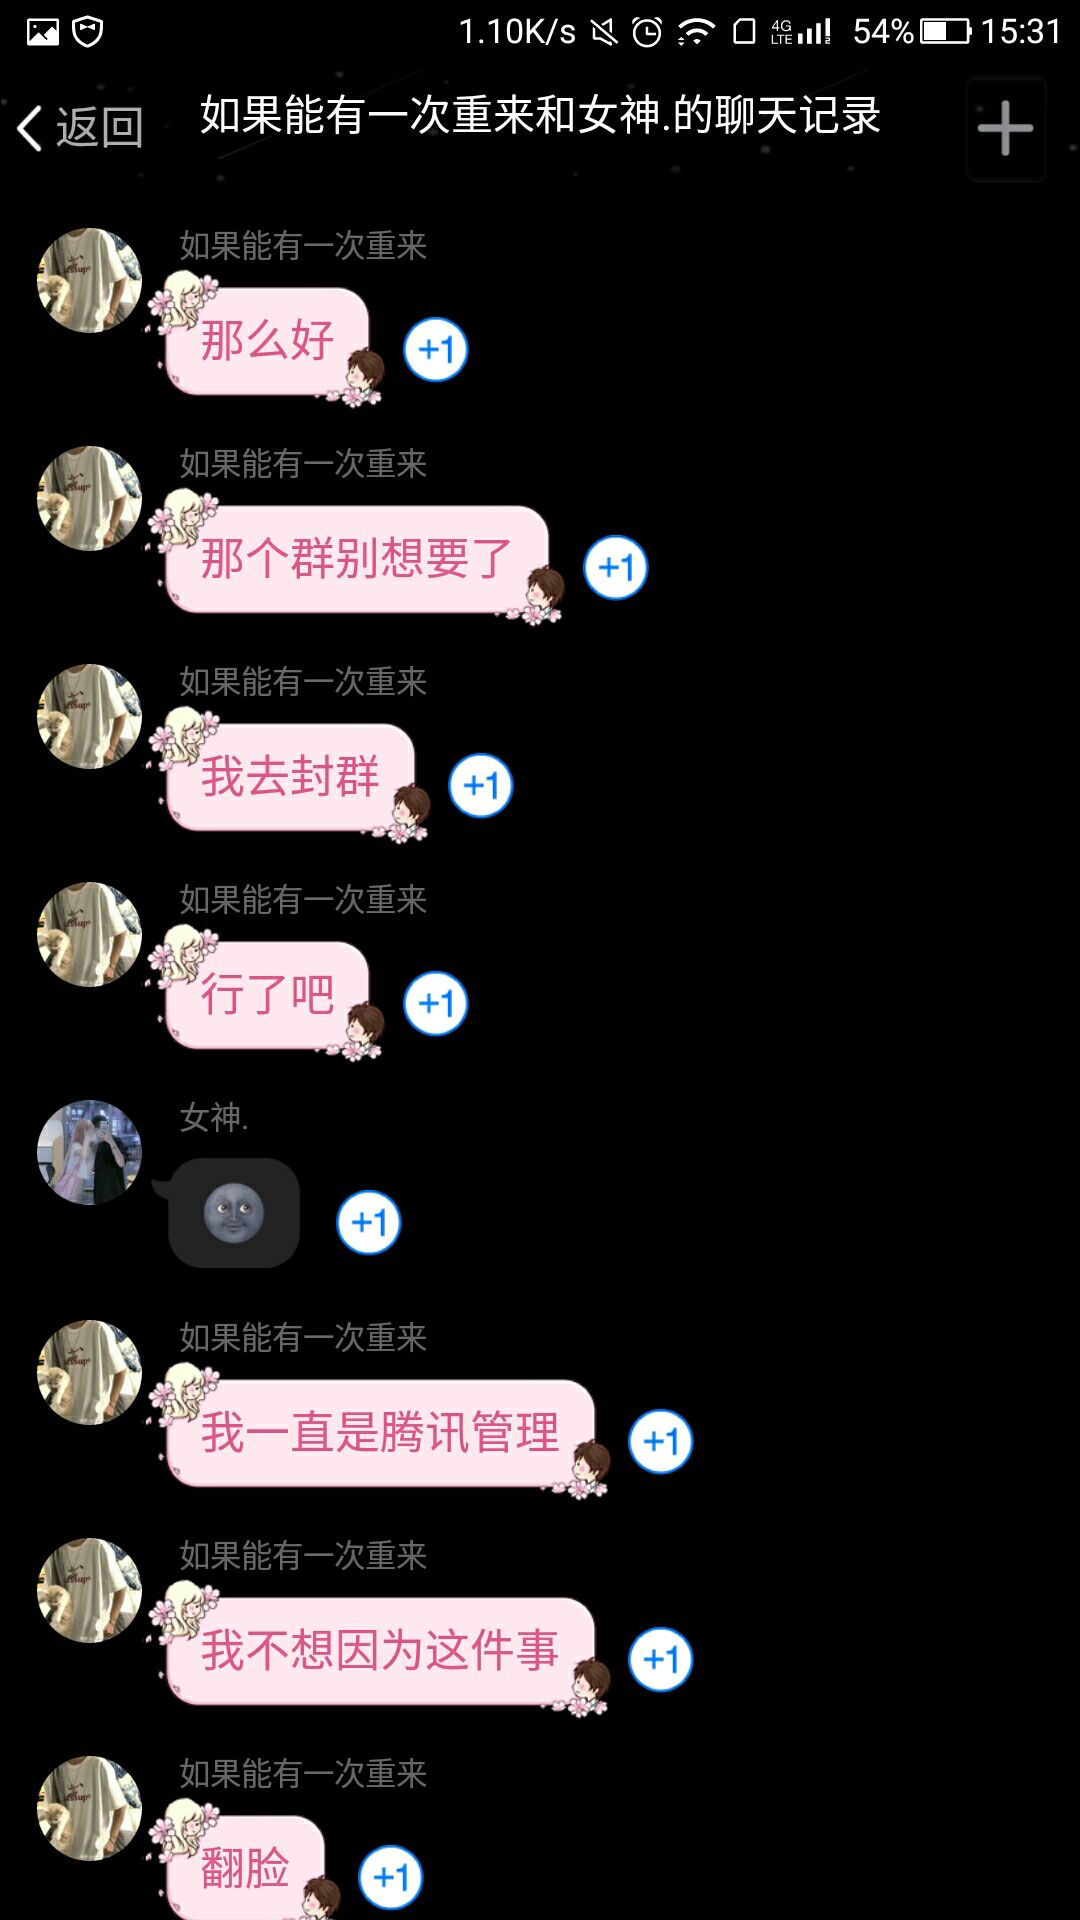 1.10K/s 4G LTE 54% 15:31
返回 如果能有一次重来和女神.的聊天记录
如果能有一次重来
那么好 +1
如果能有一次重来
那个群别想要了 +1
如果能有一次重来
我去封群 +1
如果能有一次重来
行了吧 +1
女神.
+1
如果能有一次重来
我一直是腾讯管理 +1
如果能有一次重来
我不想因为这件事 +1
如果能有一次重来
翻脸 +1